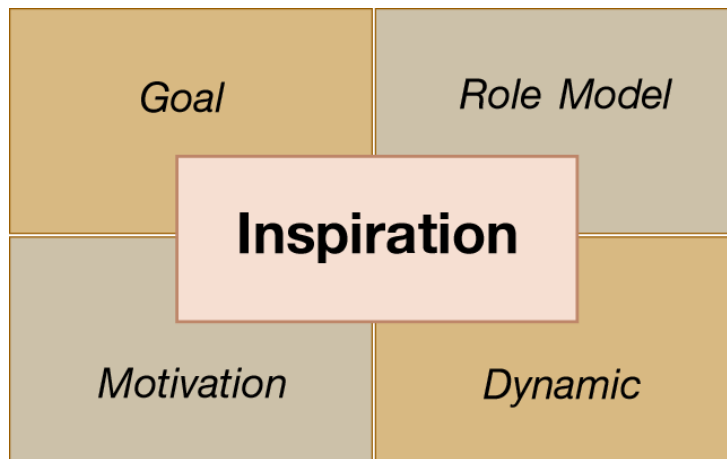 Goal
Role Model
Inspiration
Motivation
Dynamic